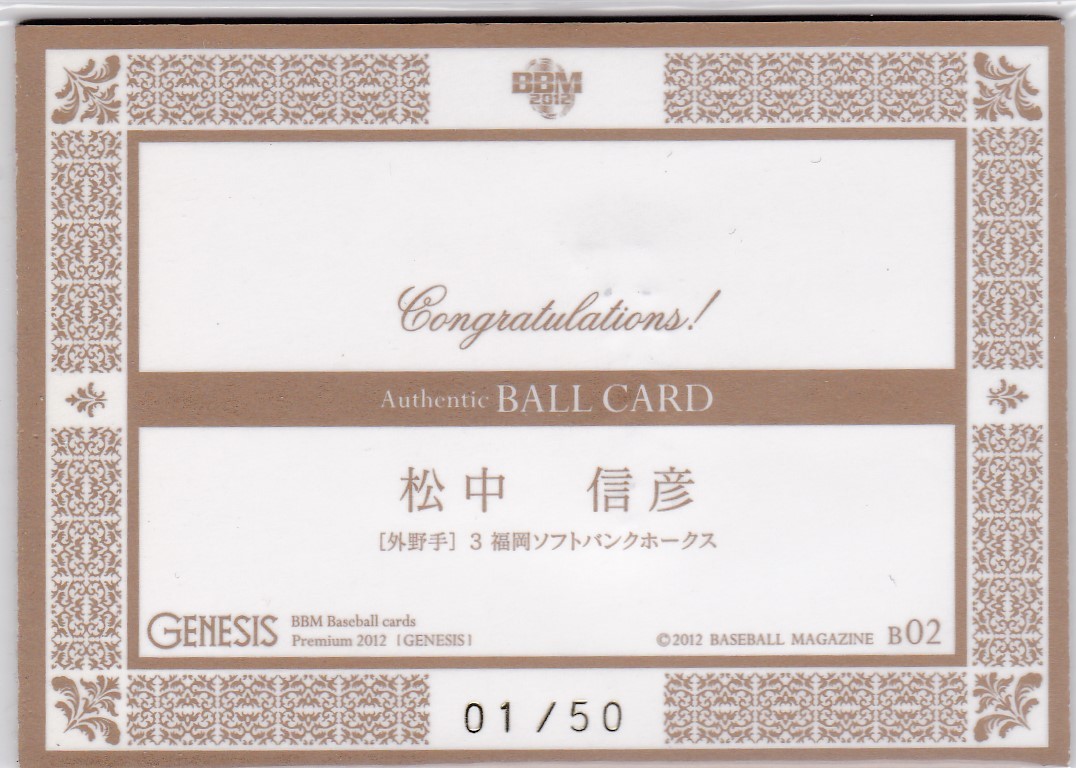 BBM
2012
Congratulations!
Authentic BALL CARD
松中 信彦
[外野手] 3 福岡ソフトバンクホークス
GENESIS
BBM Baseball cards
Premium 2012 [GENESIS]
©2012 BASEBALL MAGAZINE B02
01/50